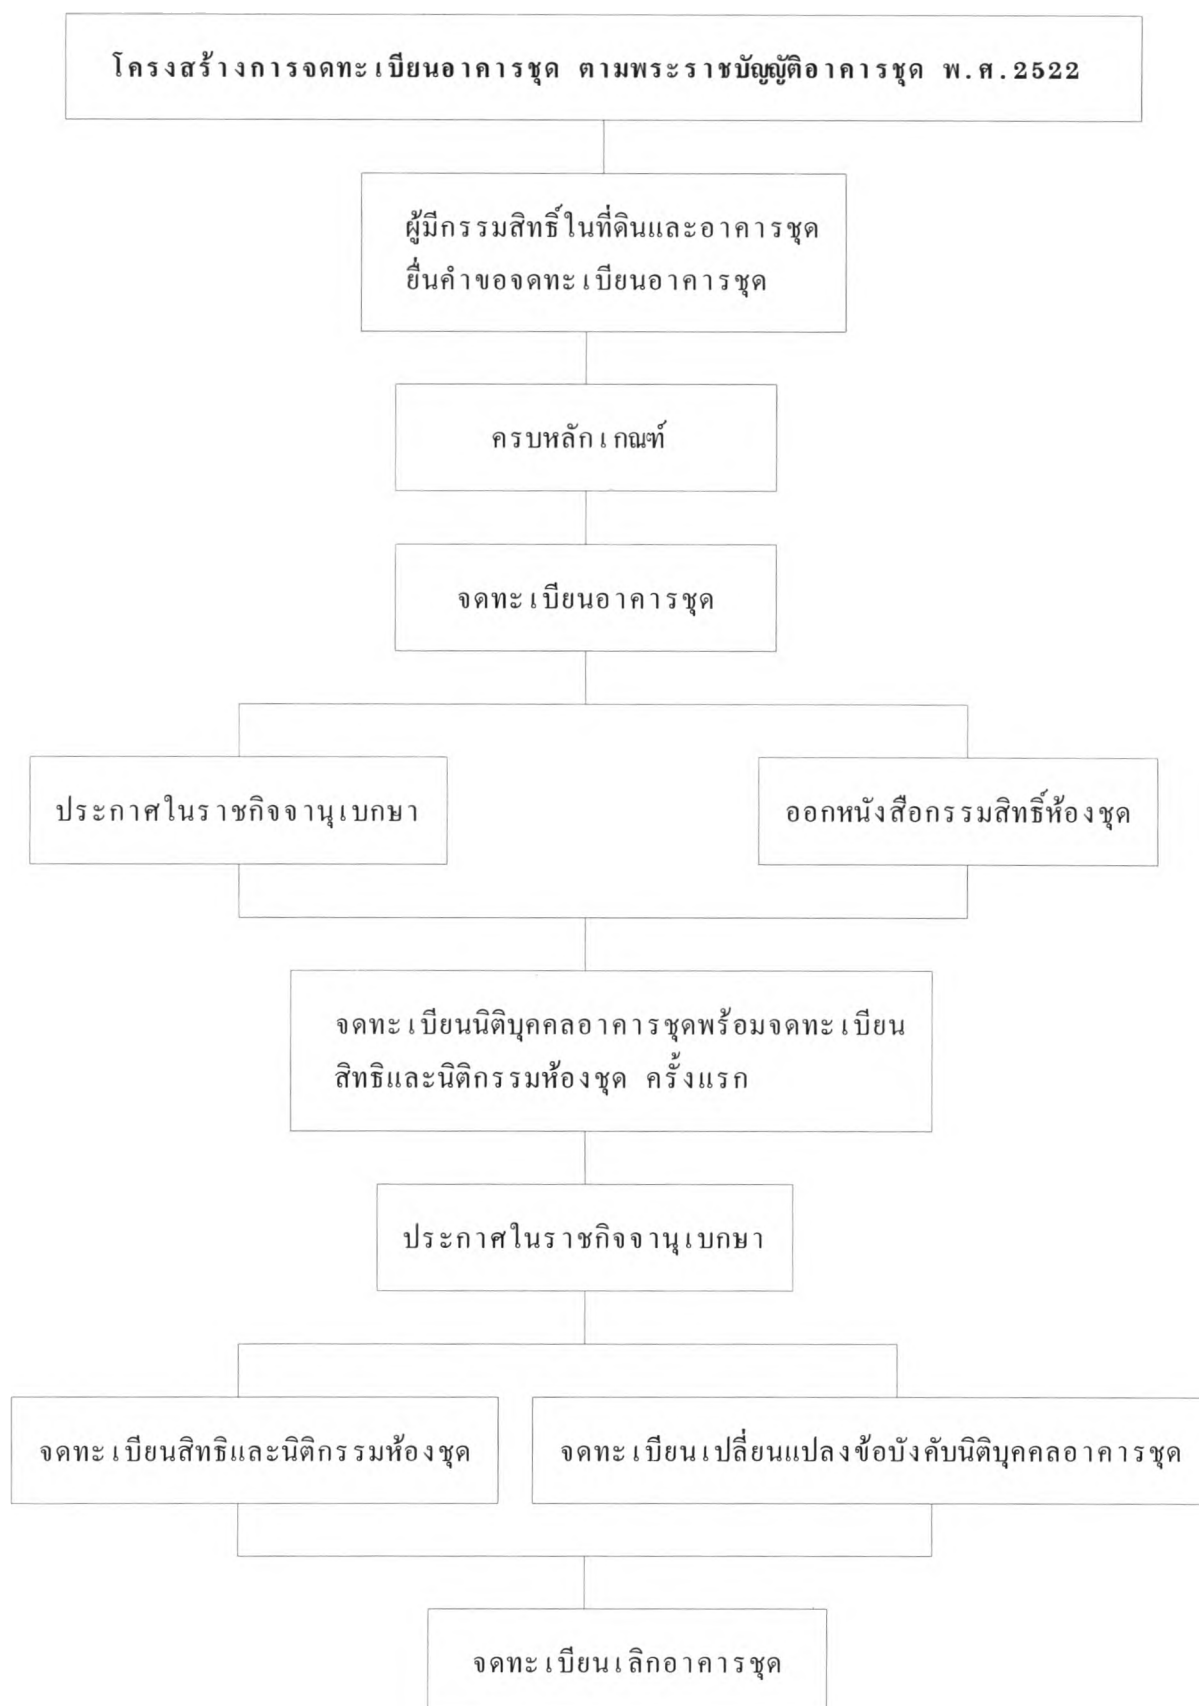 โครงสร้างการจดทะเบียนอาคารชุด ตามพระราชบัญญัติอาคารชุด พ.ศ.2522
ผู้มีกรรมสิทธิ์ในที่ดินและอาคารชุด
ยื่นคำขอจดทะเบียนอาคารชุด
ครบหลักเกณฑ์
จดทะเบียนอาคารชุด
ประกาศในราชกิจจานุเบกษา
ออกหนังสือกรรมสิทธิ์ห้องชุด
จดทะเบียนนิติบุคคลอาคารชุดพร้อมจดทะเบียน
สิทธิและนิติกรรมห้องชุด ครั้งแรก
ประกาศในราชกิจจานุเบกษา
จดทะเบียนสิทธิและนิติกรรมห้องชุด
จดทะเบียนเปลี่ยนแปลงข้อบังคับนิติบุคคลอาคารชุด
จดทะเบียนเลิกอาคารชุด